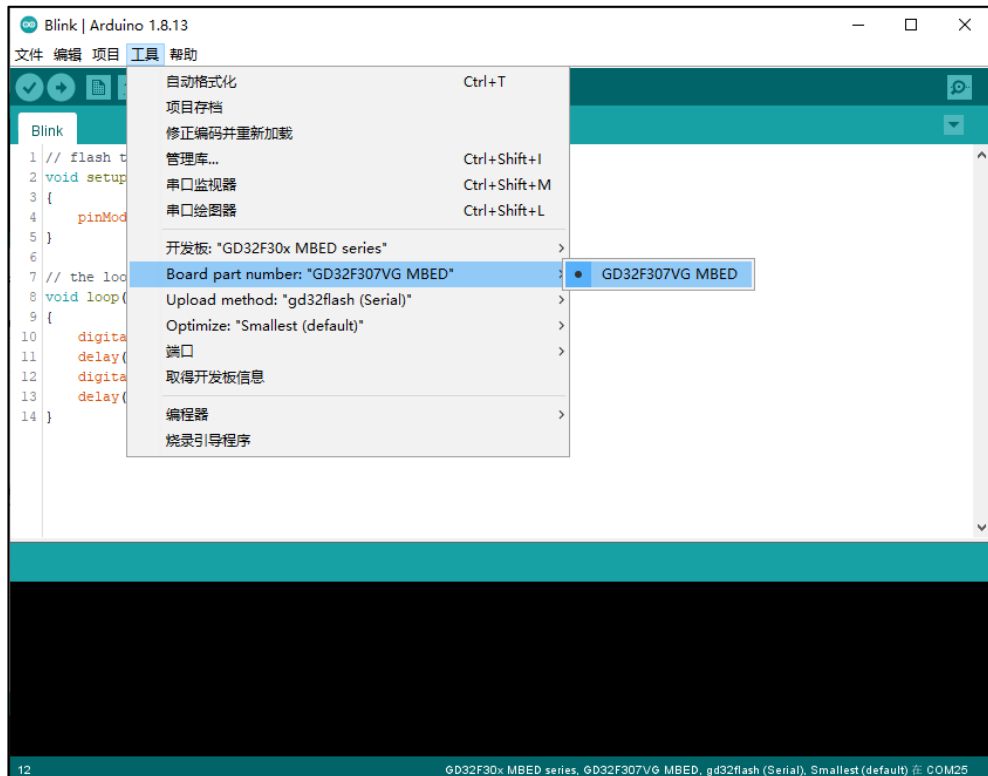 Blink | Arduino 1.8.13
文件 编辑 项目 工具 帮助
自动格式化 Ctrl+T
项目存档
修正编码并重新加载
管理库... Ctrl+Shift+I
串口监视器 Ctrl+Shift+M
串口绘图器 Ctrl+Shift+L
开发板: "GD32F30x MBED series"
Board part number: "GD32F307VG MBED"
GD32F307VG MBED
Upload method: "gd32flash (Serial)"
Optimize: "Smallest (default)"
端口
取得开发板信息
编程器
烧录引导程序
Blink
1 // flash t
2 void setup
3 {
4 pinMod
5 }
6
7 // the loo
8 void loop(
9 {
10 digita
11 delay(
12 digita
13 delay(
14 }
12 GD32F30x MBED series, GD32F307VG MBED, gd32flash (Serial), Smallest (default) 在 COM25